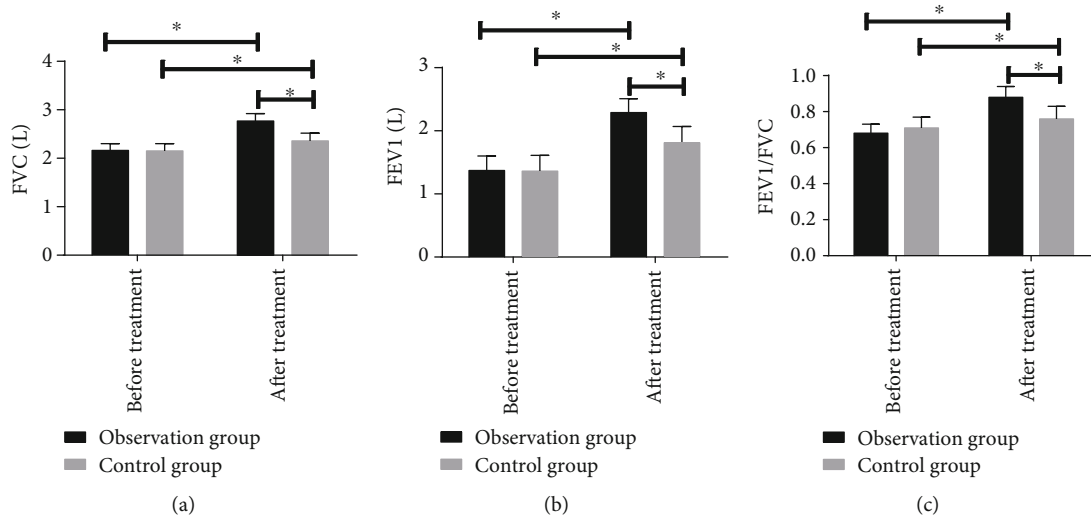 *
*
*
FVC (L)
4
3
2
1
0
Before treatment
After treatment
Observation group
Control group
(a)
*
*
*
FEV1 (L)
3
2
1
0
Before treatment
After treatment
Observation group
Control group
(b)
*
*
*
FEV1/FVC
1.0
0.8
0.6
0.4
0.2
0.0
Before treatment
After treatment
Observation group
Control group
(c)